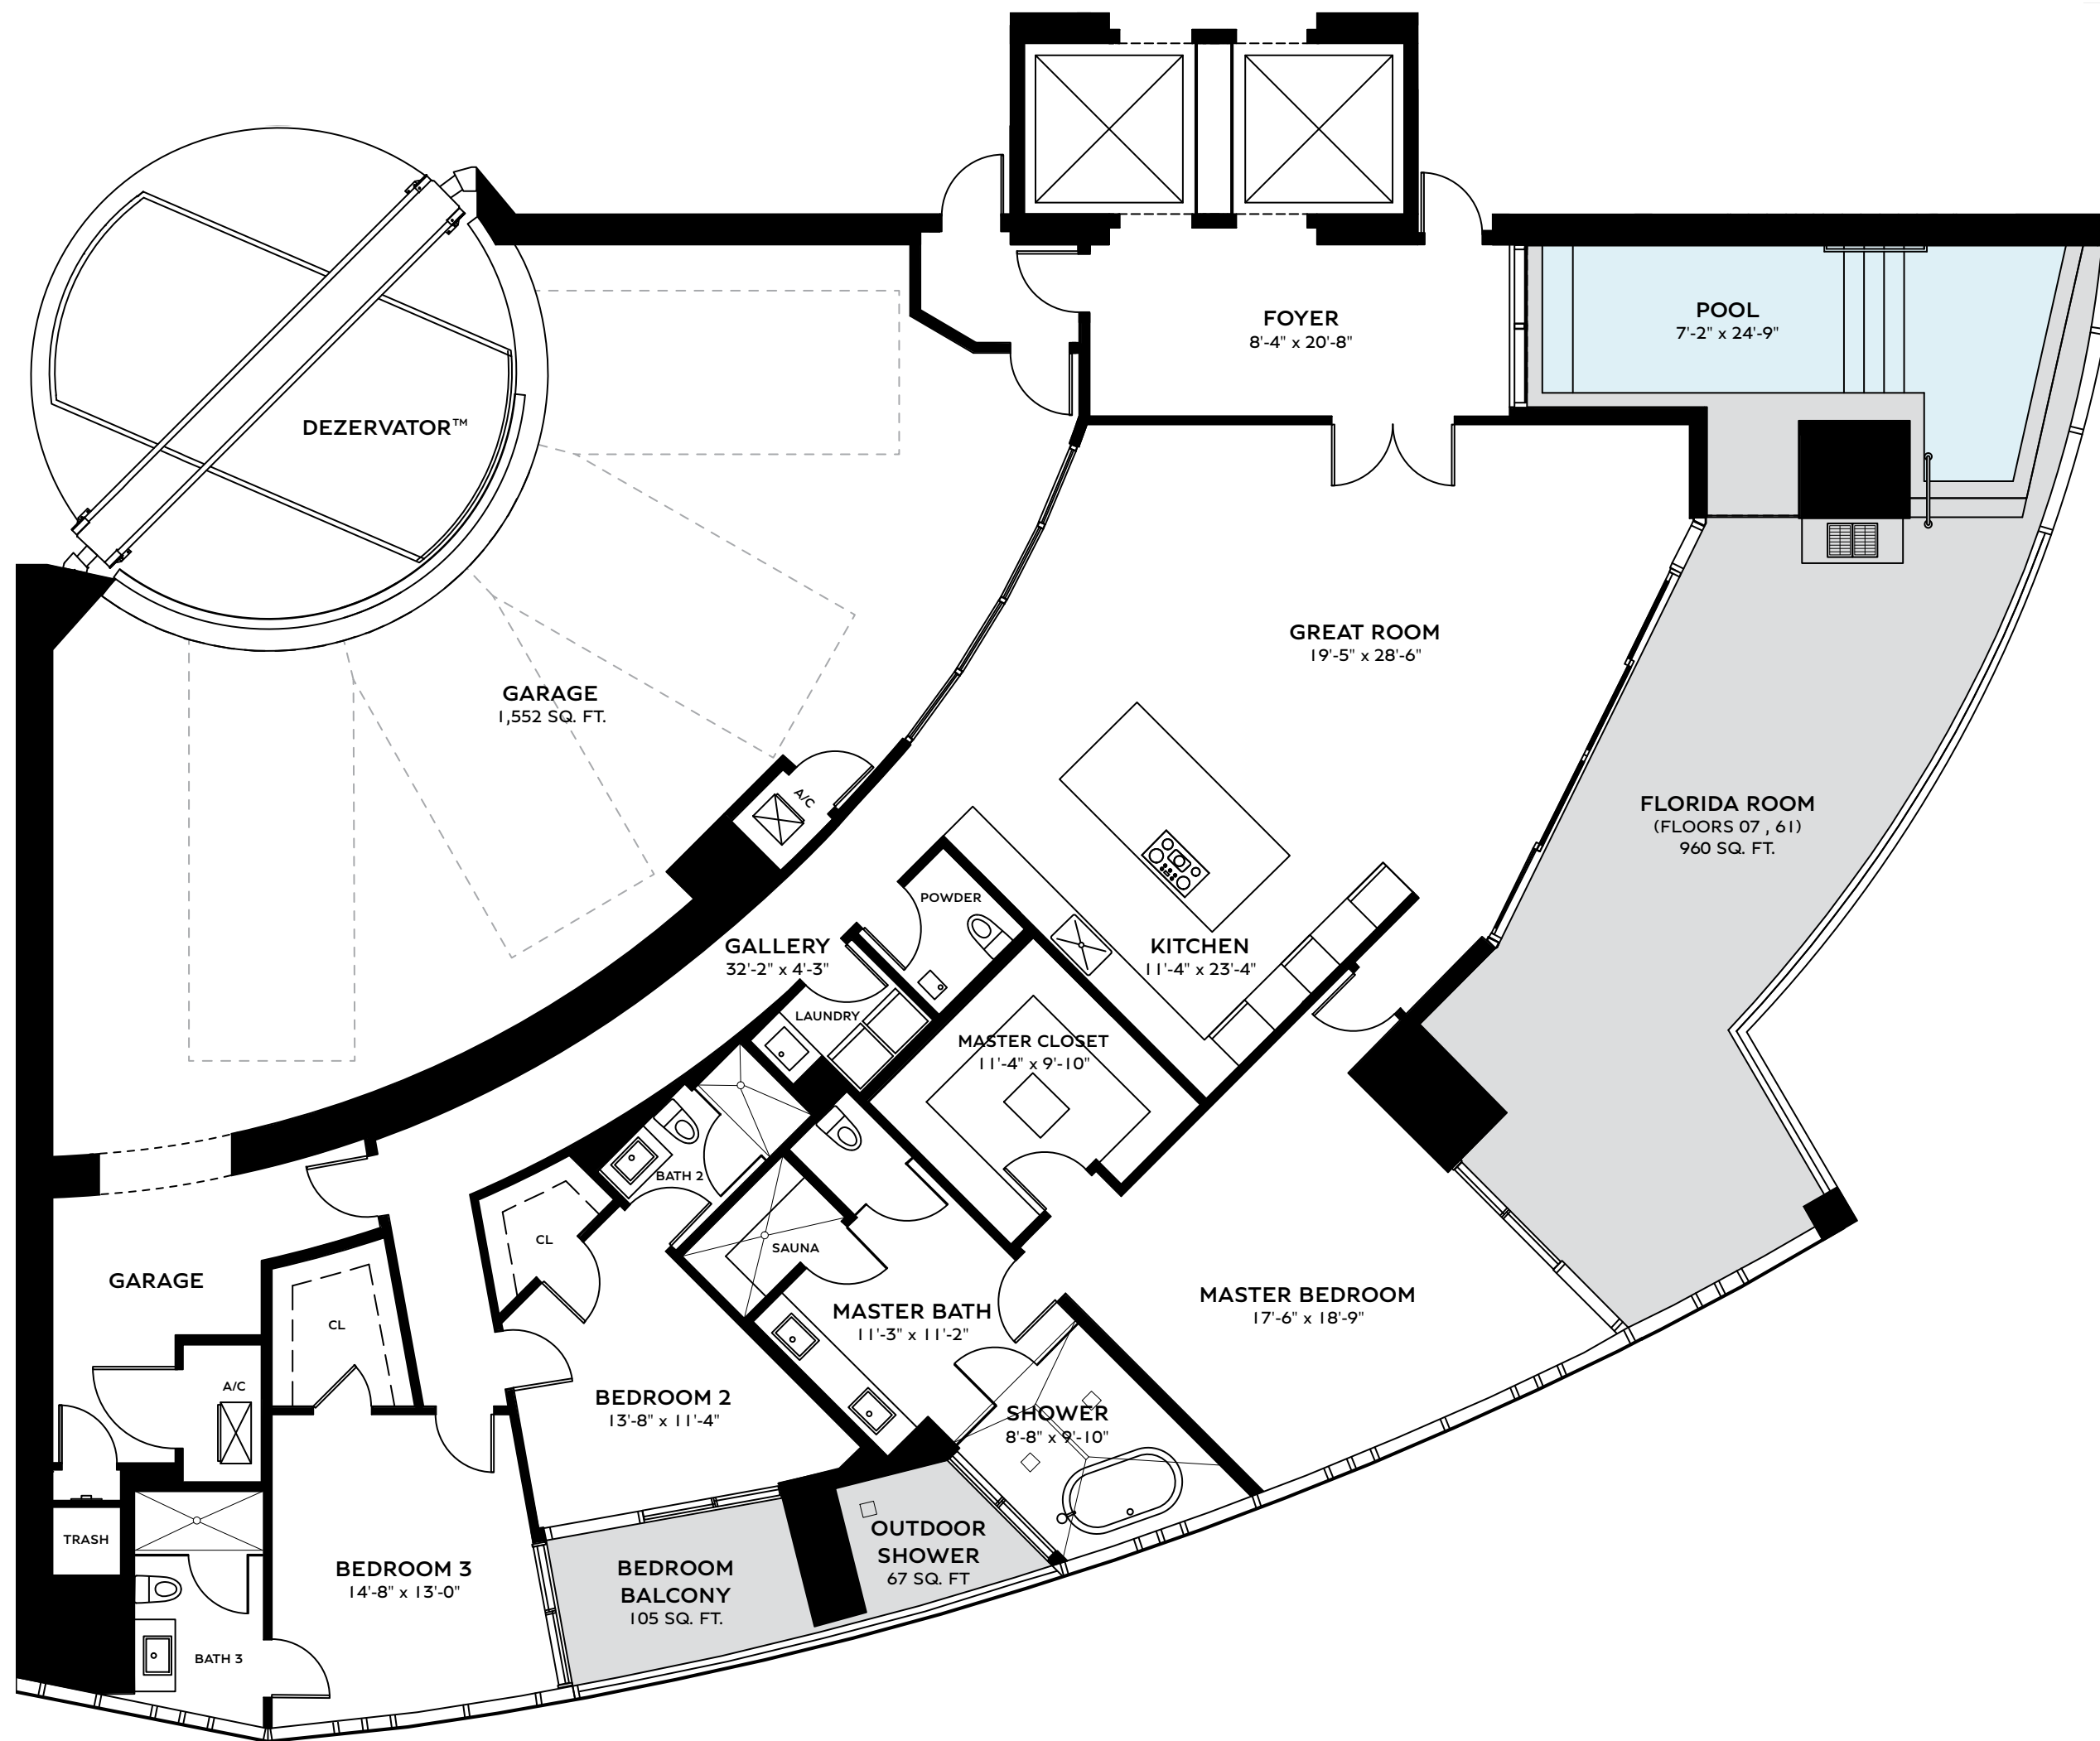 FOYER
8'-4" x 20'-8"
POOL
7'-2" x 24'-9"
DEZERVATOR™
GREAT ROOM
19'-5" x 28'-6"
GARAGE
1,552 SQ. FT.
A/C
FLORIDA ROOM
(FLOORS 07 , 61)
960 SQ. FT.
POWDER
GALLERY
32'-2" x 4'-3"
KITCHEN
11'-4" x 23'-4"
LAUNDRY
MASTER CLOSET
11'-4" x 9'-10"
BATH 2
CL
SAUNA
GARAGE
CL
MASTER BATH
11'-3" x 11'-2"
MASTER BEDROOM
17'-6" x 18'-9"
A/C
BEDROOM 2
13'-8" x 11'-4"
SHOWER
8'-8" x 9'-10"
TRASH
BEDROOM 3
14'-8" x 13'-0"
BEDROOM
BALCONY
105 SQ. FT.
OUTDOOR
SHOWER
67 SQ. FT
BATH 3